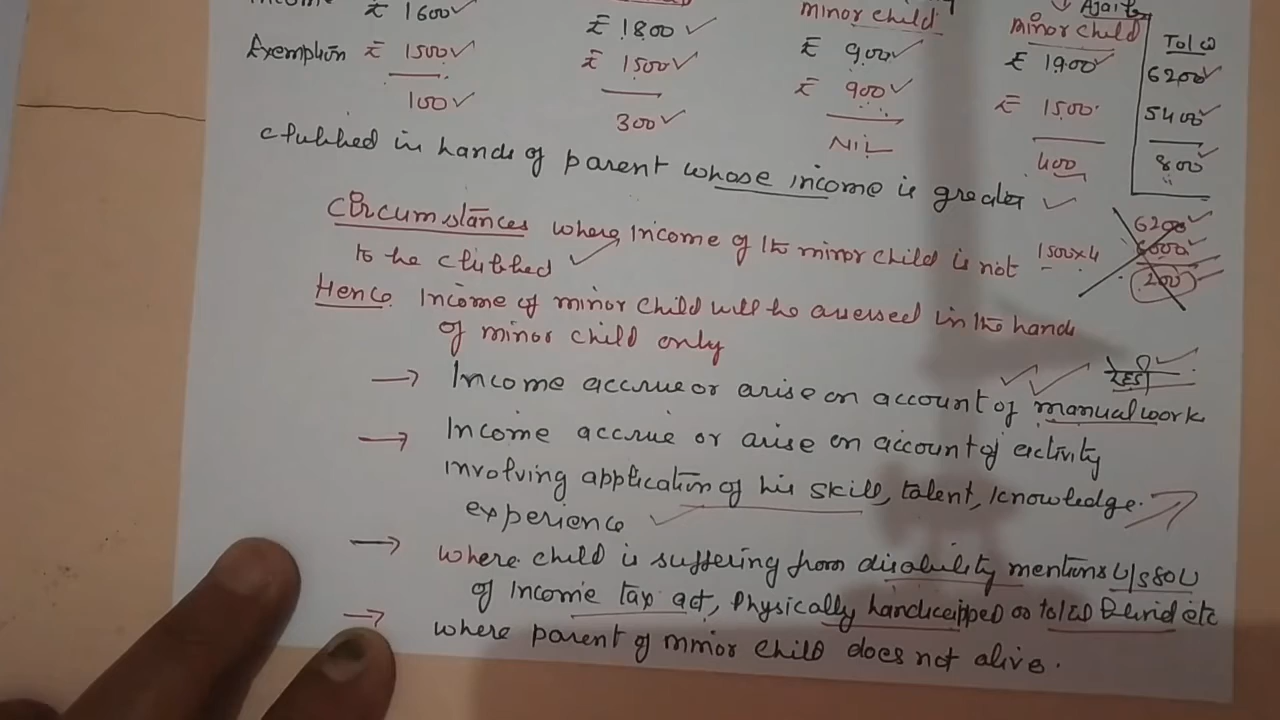 ₹ 1600
₹ 1800
minor child
Minor child
Total
₹ 900
₹ 1900
6200
Exemption ₹ 1500
₹ 1500
₹ 900
₹ 1500
5400
100
300
NIL
400
800
Clubbed in hands of parent whose income is greater
6200
6000
200
Circumstances where income of the minor child is not 1500x4
to be clubbed
Hence Income of minor child will be assessed in the hands
of minor child only
→ Income accrue or arise on account of manual work
→ Income accrue or arise on account of activity
involving application of his skill, talent, knowledge.
experience
→ where child is suffering from disability mentions U/s 80U
of Income tax act, Physically handicapped or total Blind etc
→ where parent of minor child does not alive.